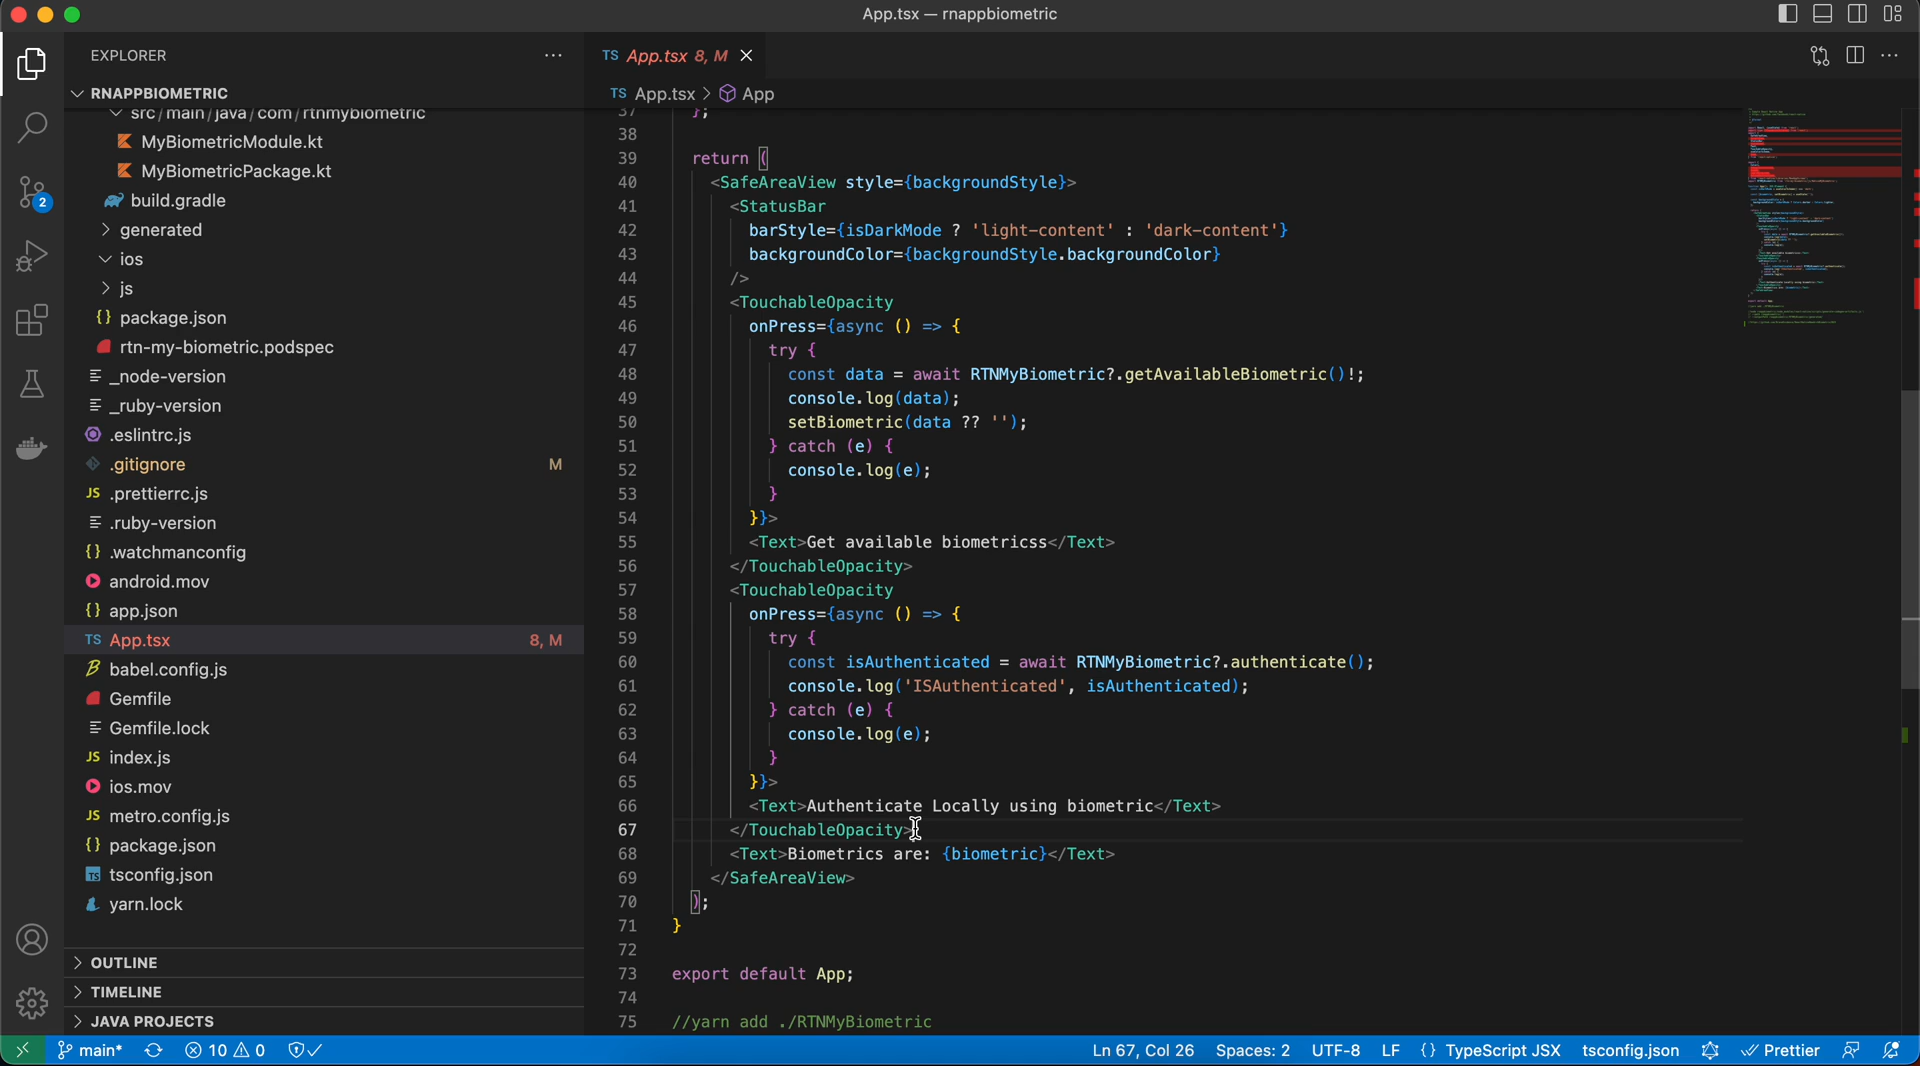 App.tsx — rnappbiometric
EXPLORER
TS App.tsx 8, M
RNAPPBIOMETRIC
TS App.tsx > App
src/main/java/com/rtnmybiometric
MyBiometricModule.kt
MyBiometricPackage.kt
build.gradle
generated
ios
js
{} package.json
rtn-my-biometric.podspec
_node-version
_ruby-version
.eslintrc.js
.gitignore M
JS .prettierrc.js
.ruby-version
{} .watchmanconfig
android.mov
{} app.json
TS App.tsx 8, M
babel.config.js
Gemfile
Gemfile.lock
JS index.js
ios.mov
JS metro.config.js
{} package.json
TS tsconfig.json
yarn.lock
OUTLINE
TIMELINE
JAVA PROJECTS
2
37 };
38
39 return (
40 <SafeAreaView style={backgroundStyle}>
41 <StatusBar
42 barStyle={isDarkMode ? 'light-content' : 'dark-content'}
43 backgroundColor={backgroundStyle.backgroundColor}
44 />
45 <TouchableOpacity
46 onPress={async () => {
47 try {
48 const data = await RTNMyBiometric?.getAvailableBiometric()!;
49 console.log(data);
50 setBiometric(data ?? '');
51 } catch (e) {
52 console.log(e);
53 }
54 }}>
55 <Text>Get available biometricss</Text>
56 </TouchableOpacity>
57 <TouchableOpacity
58 onPress={async () => {
59 try {
60 const isAuthenticated = await RTNMyBiometric?.authenticate();
61 console.log('ISAuthenticated', isAuthenticated);
62 } catch (e) {
63 console.log(e);
64 }
65 }}>
66 <Text>Authenticate Locally using biometric</Text>
67 </TouchableOpacity>
68 <Text>Biometrics are: {biometric}</Text>
69 </SafeAreaView>
70 );
71 }
72
73 export default App;
74
75 //yarn add ./RTNMyBiometric
main* 10 0 Ln 67, Col 26 Spaces: 2 UTF-8 LF {} TypeScript JSX tsconfig.json Prettier